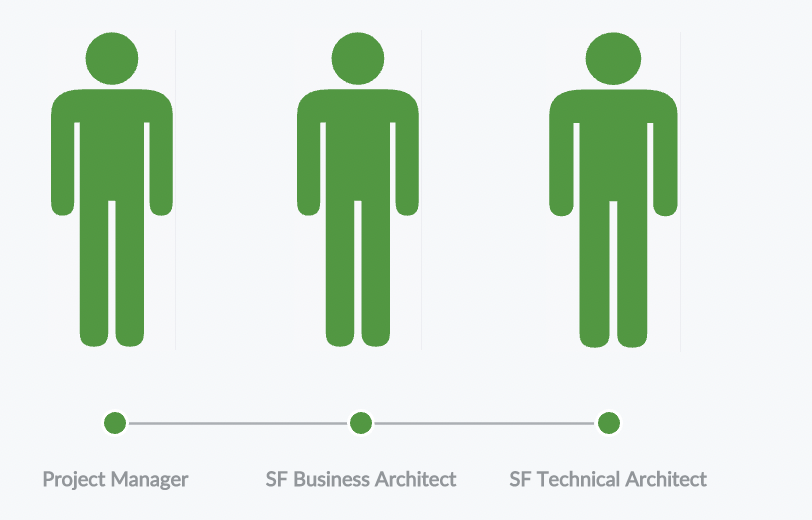 Project Manager
SF Business Architect
SF Technical Architect